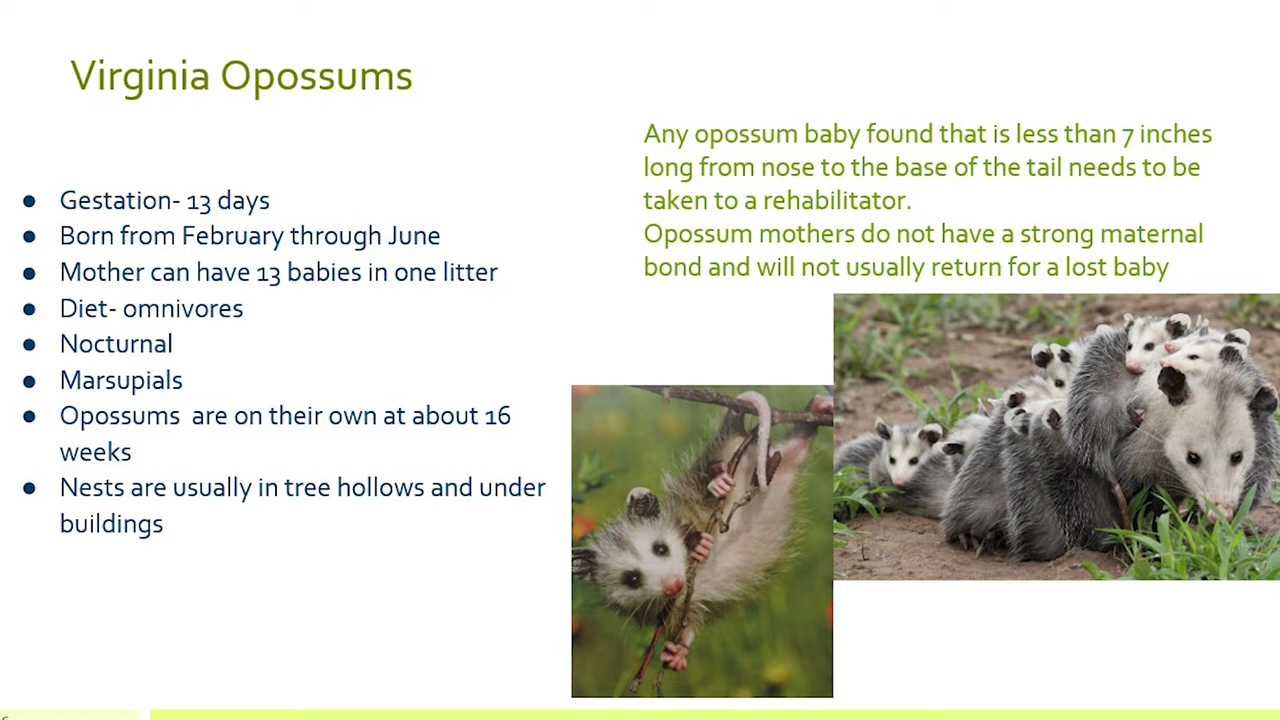 Virginia Opossums
Any opossum baby found that is less than 7 inches
long from nose to the base of the tail needs to be
taken to a rehabilitator.
Opossum mothers do not have a strong maternal
bond and will not usually return for a lost baby
● Gestation- 13 days
● Born from February through June
● Mother can have 13 babies in one litter
● Diet- omnivores
● Nocturnal
● Marsupials
● Opossums  are on their own at about 16
weeks
● Nests are usually in tree hollows and under
buildings